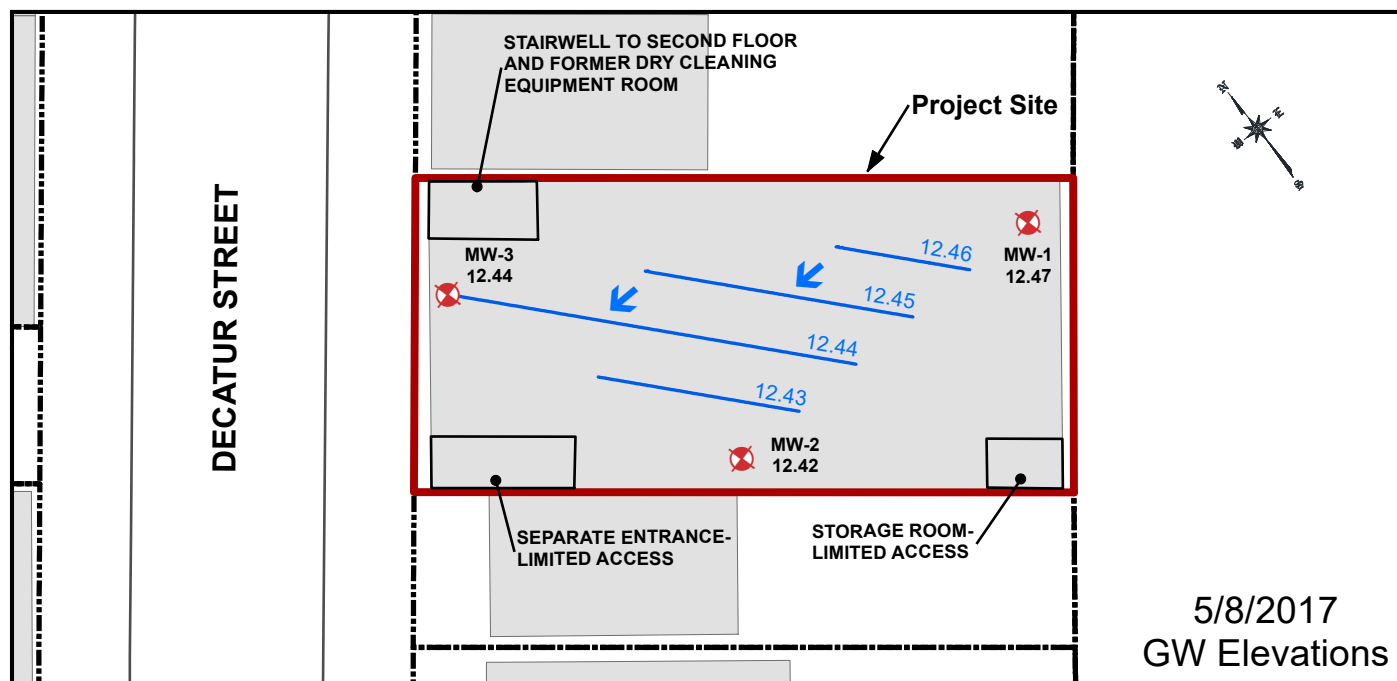 STAIRWELL TO SECOND FLOOR
AND FORMER DRY CLEANING
EQUIPMENT ROOM
Project Site
N
E
W
S
DECATUR STREET
MW-3
12.44
MW-1
12.47
12.46
12.45
12.44
12.43
MW-2
12.42
SEPARATE ENTRANCE-
LIMITED ACCESS
STORAGE ROOM-
LIMITED ACCESS
5/8/2017
GW Elevations